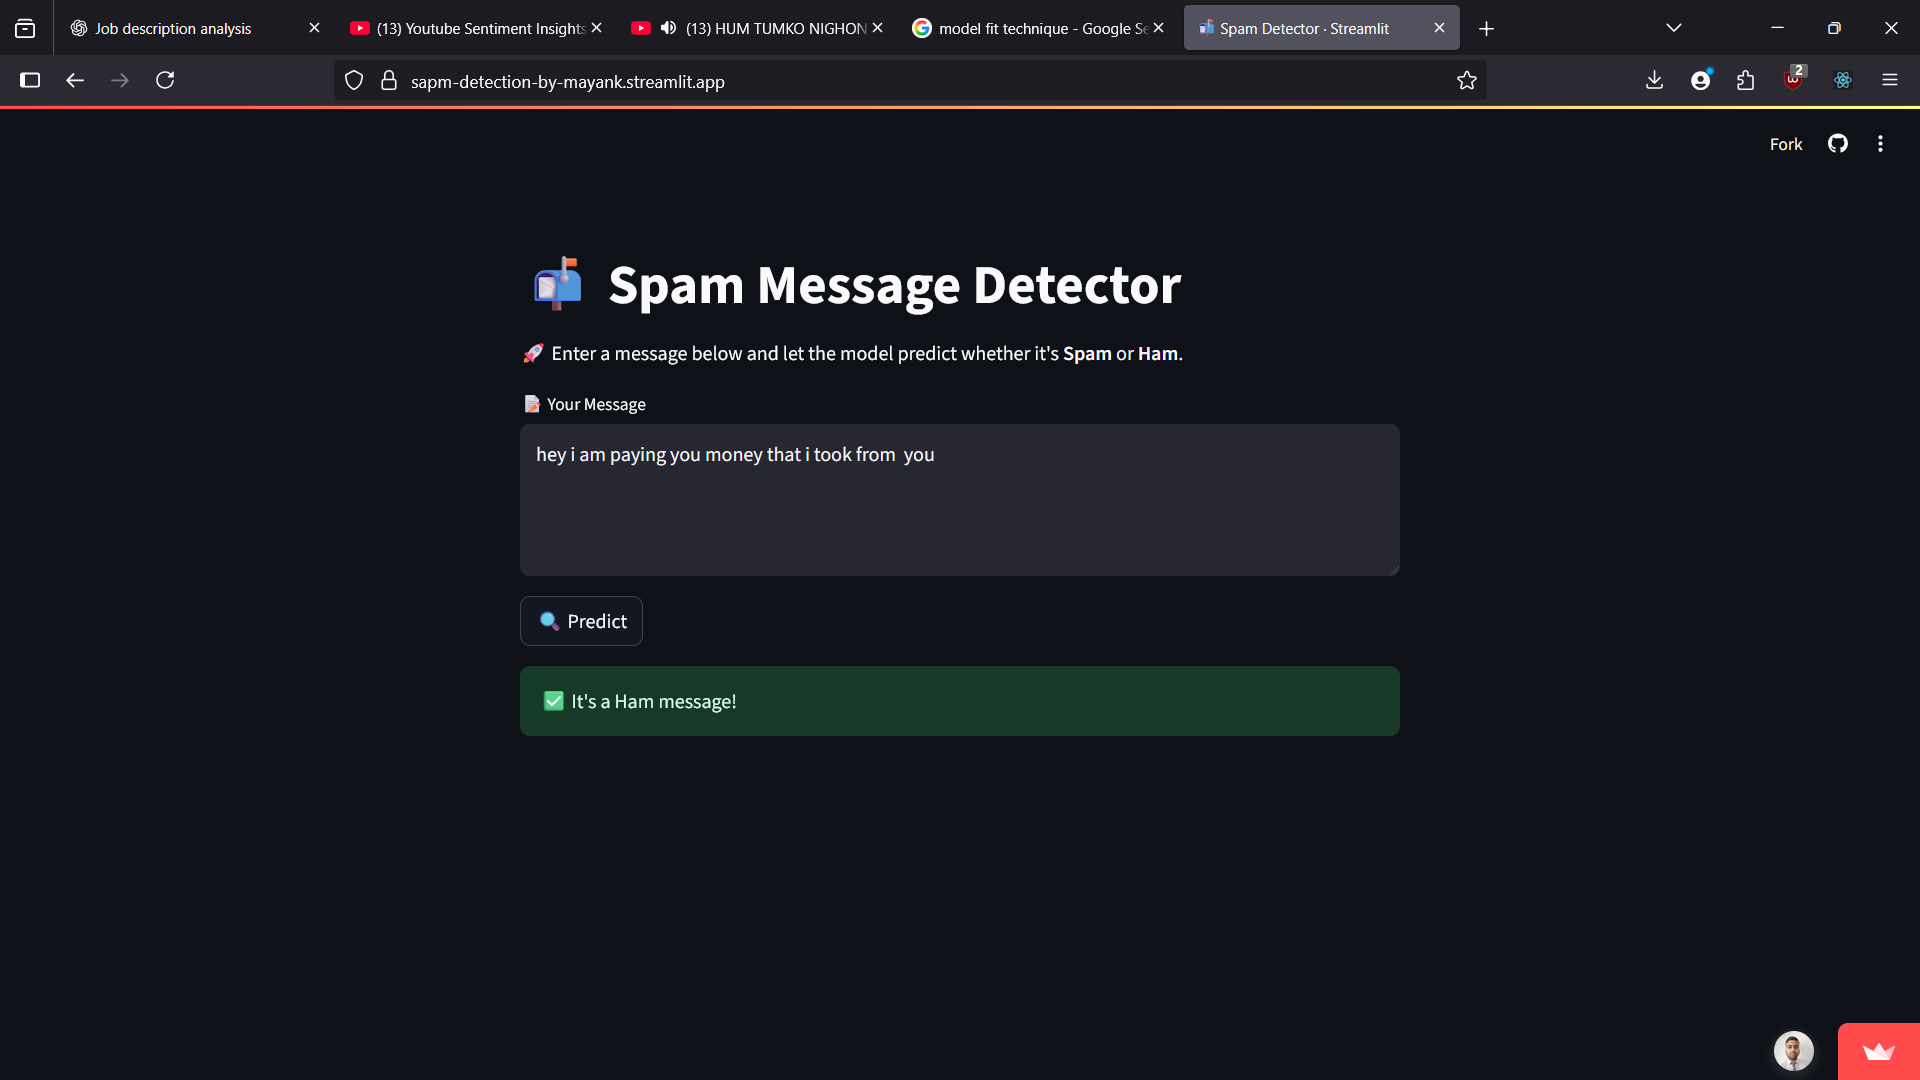 Job description analysis
(13) Youtube Sentiment Insights
(13) HUM TUMKO NIGHON
model fit technique - Google Se
Spam Detector · Streamlit
sapm-detection-by-mayank.streamlit.app
2
Fork
Spam Message Detector
Enter a message below and let the model predict whether it's Spam or Ham.
Your Message
hey i am paying you money that i took from  you
Predict
It's a Ham message!